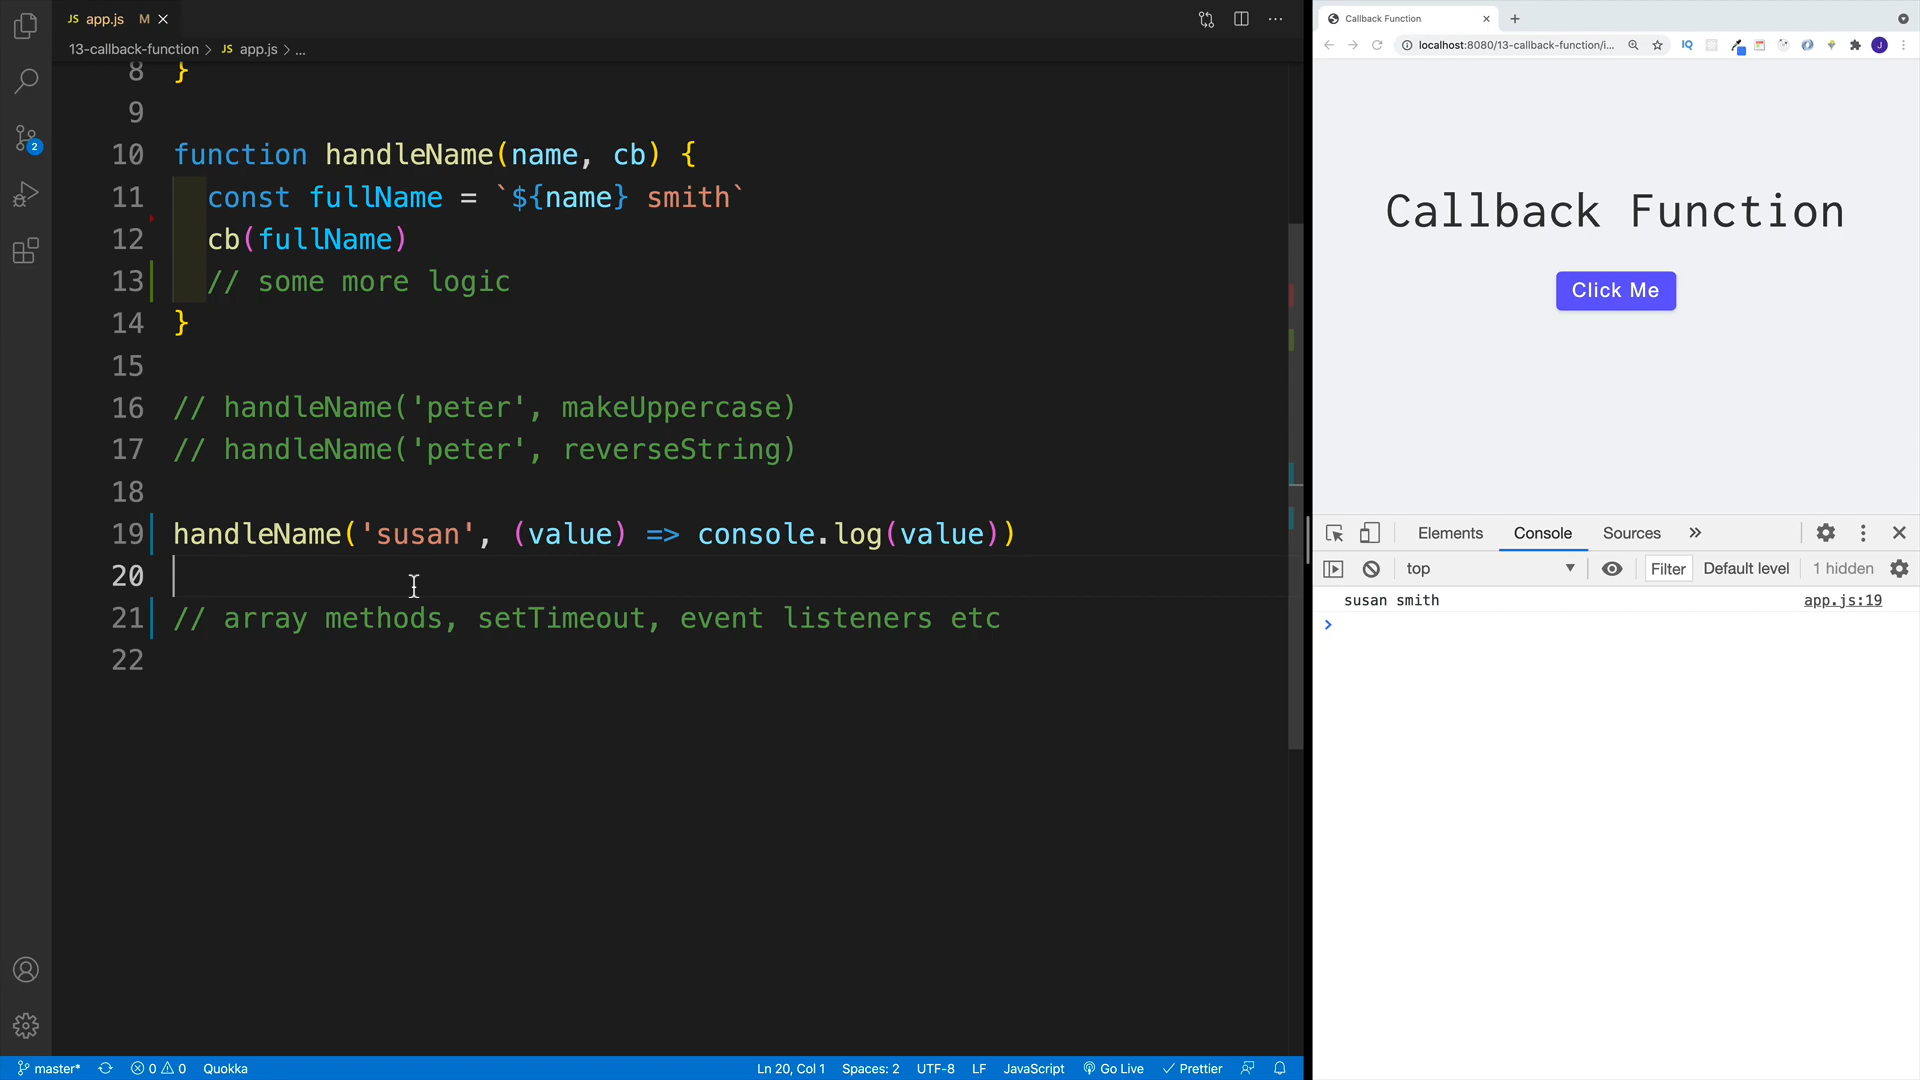 JS app.js M
13-callback-function > JS app.js > ...
8 }
9
10 function handleName(name, cb) {
11 const fullName = `${name} smith`
12 cb(fullName)
13 // some more logic
14 }
15
16 // handleName('peter', makeUppercase)
17 // handleName('peter', reverseString)
18
19 handleName('susan', (value) => console.log(value))
20
21 // array methods, setTimeout, event listeners etc
22
2
master* 0 0 Quokka Ln 20, Col 1 Spaces: 2 UTF-8 LF JavaScript Go Live Prettier
Callback Function
localhost:8080/13-callback-function/i... IQ J
Callback Function
Click Me
Elements Console Sources »
top Filter Default level 1 hidden
susan smith app.js:19
>